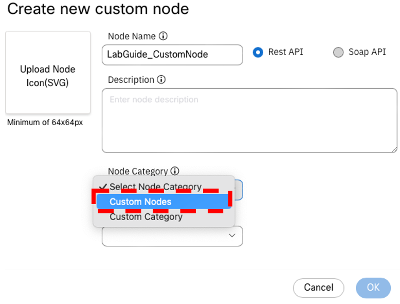 Create new custom node
Node Name
LabGuide_CustomNode
Rest API
Soap API
Upload Node
Icon(SVG)
Minimum of 64x64px
Description
Enter node description
Node Category
✓ Select Node Category
Custom Nodes
Custom Category
Cancel
OK